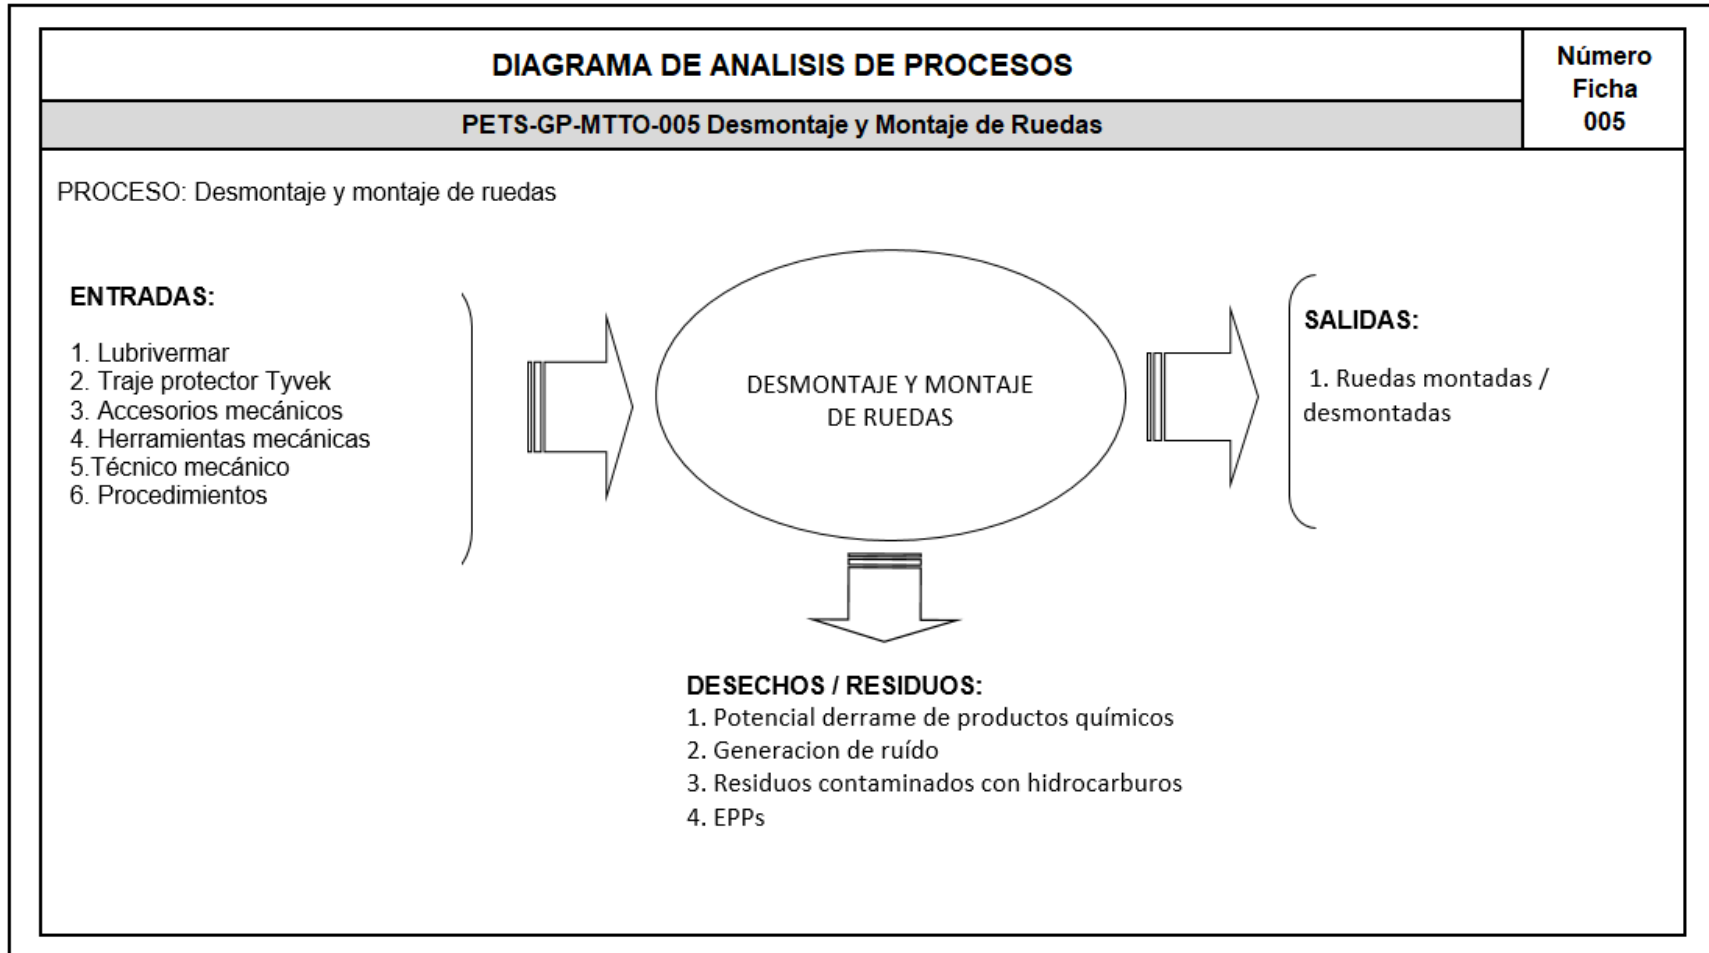 DIAGRAMA DE ANALISIS DE PROCESOS
Número
Ficha
005
PETS-GP-MTTO-005 Desmontaje y Montaje de Ruedas
PROCESO: Desmontaje y montaje de ruedas
ENTRADAS:
1. Lubrivermar
2. Traje protector Tyvek
3. Accesorios mecánicos
4. Herramientas mecánicas
5.Técnico mecánico
6. Procedimientos
DESMONTAJE Y MONTAJE
DE RUEDAS
SALIDAS:
1. Ruedas montadas /
desmontadas
DESECHOS / RESIDUOS:
1. Potencial derrame de productos químicos
2. Generacion de ruído
3. Residuos contaminados con hidrocarburos
4. EPPs